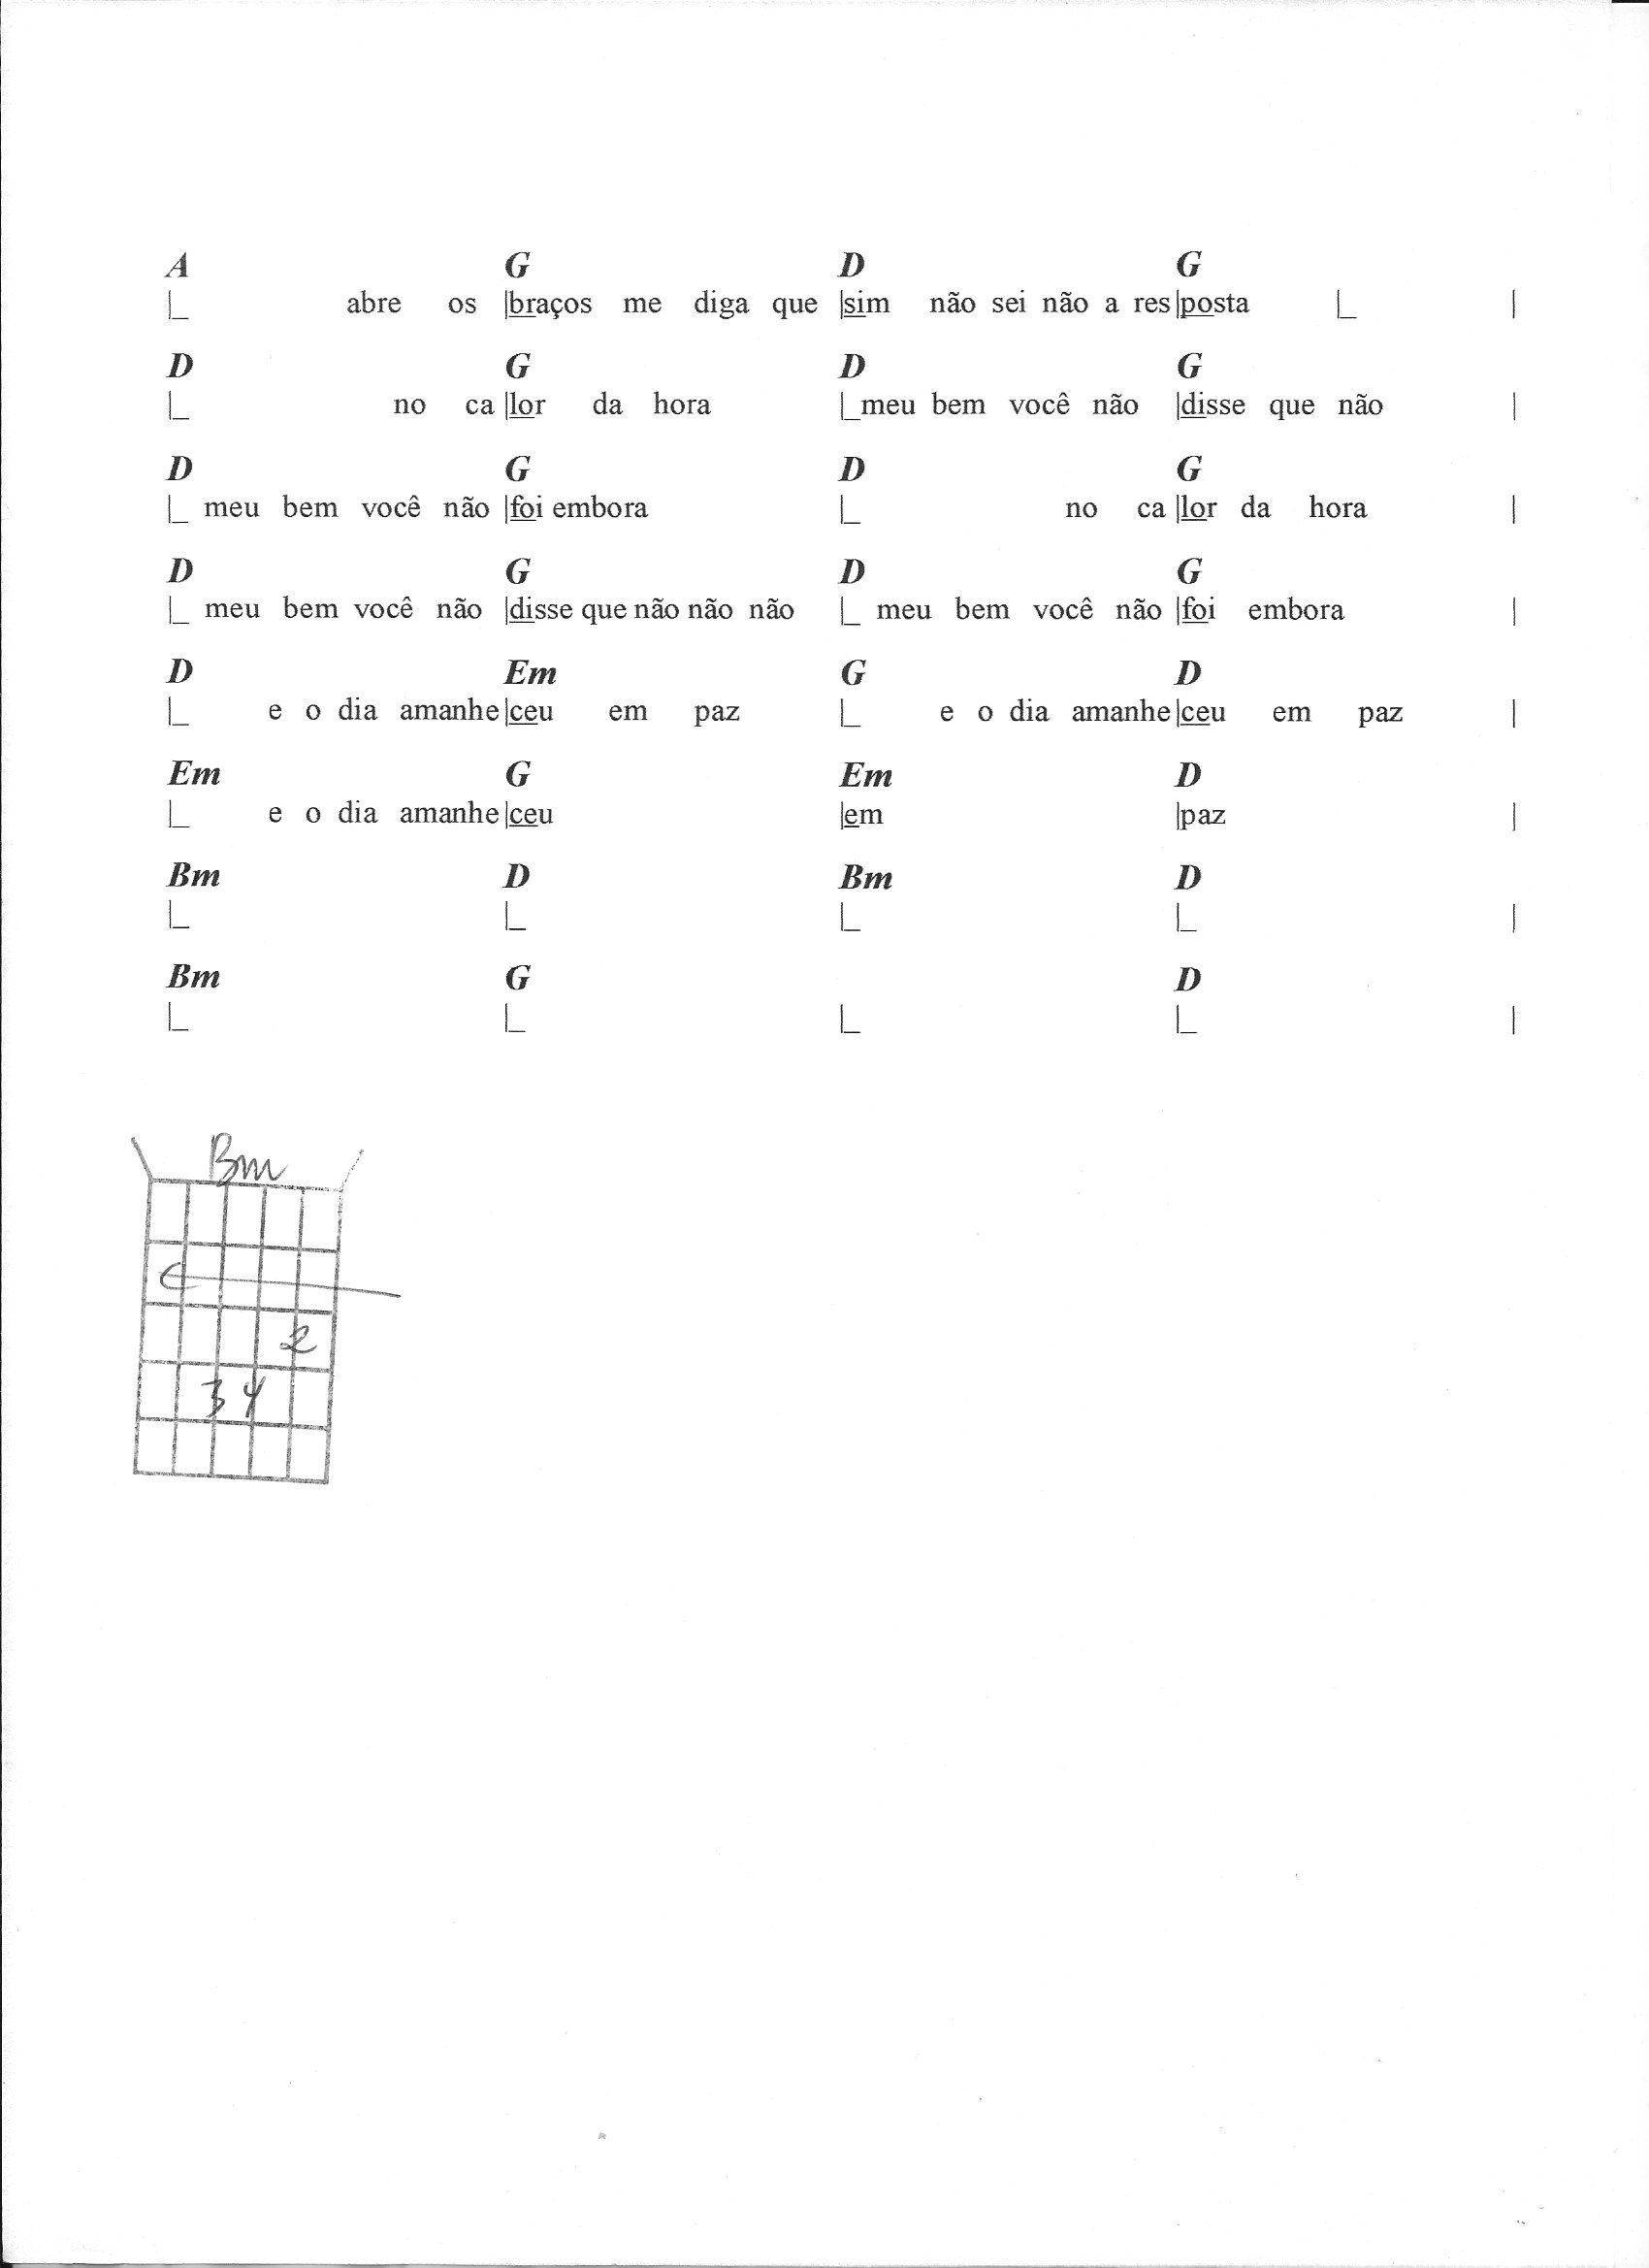 A G D G
|_ abre os |braços me diga que |sim não sei não a res|posta |_ |
D G D G
|_ no ca |lor da hora |_meu bem você não |disse que não |
D G D G
|_ meu bem você não |foi embora |_ no ca |lor da hora |
D G D G
|_ meu bem você não |disse que não não não |_ meu bem você não |foi embora |
D Em G D
|_ e o dia amanhe|ceu em paz |_ e o dia amanhe|ceu em paz |
Em G Em D
|_ e o dia amanhe|ceu |em |paz |
Bm D Bm D
|_ |_ |_ |_ |
Bm G D
|_ |_ |_ |_ |
Bm
C
2
3 4